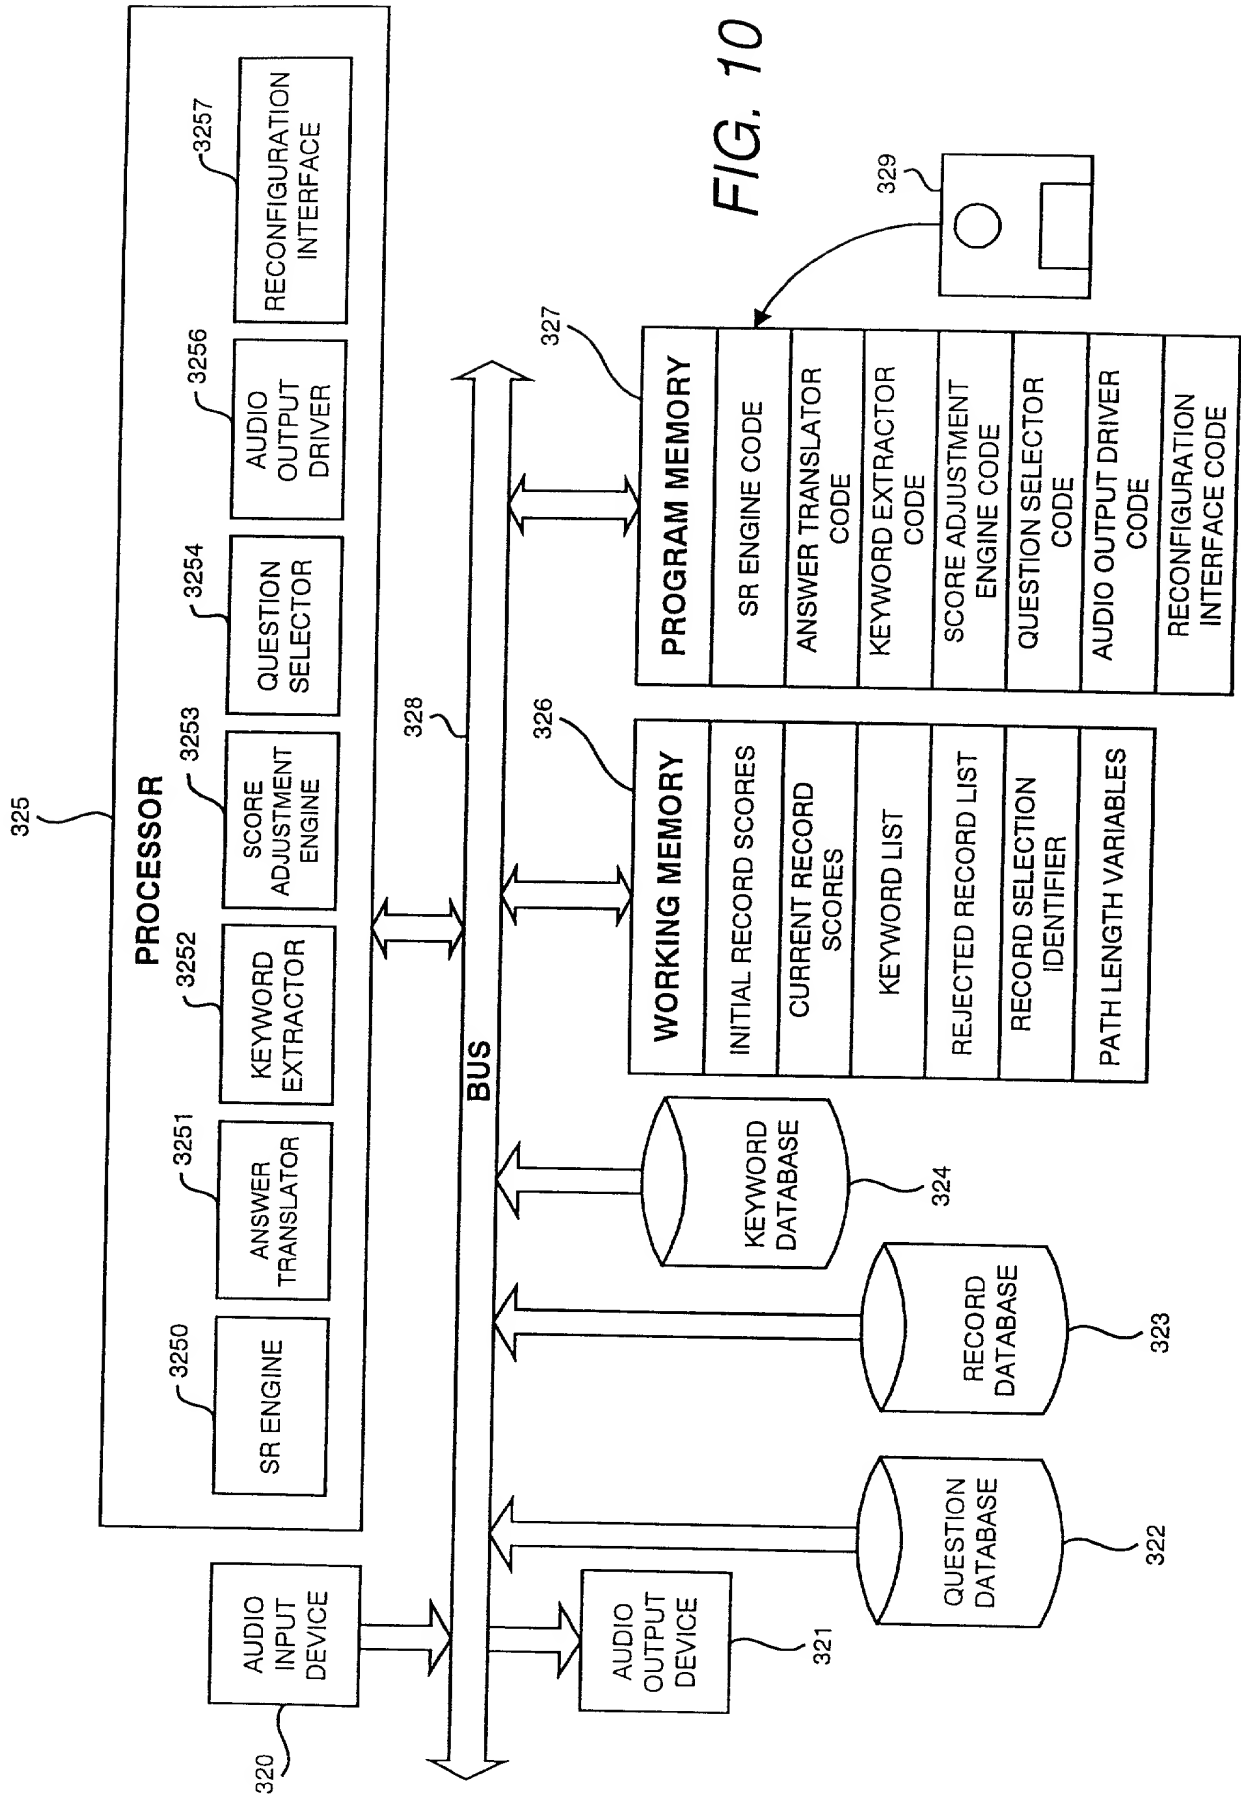 325
PROCESSOR
3250
SR ENGINE
3251
ANSWER
TRANSLATOR
3252
KEYWORD
EXTRACTOR
3253
SCORE
ADJUSTMENT
ENGINE
3254
QUESTION
SELECTOR
3256
AUDIO
OUTPUT
DRIVER
3257
RECONFIGURATION
INTERFACE
320
AUDIO
INPUT
DEVICE
BUS
328
AUDIO
OUTPUT
DEVICE
321
QUESTION
DATABASE
322
RECORD
DATABASE
323
KEYWORD
DATABASE
324
326
WORKING MEMORY
INITIAL RECORD SCORES
CURRENT RECORD
SCORES
KEYWORD LIST
REJECTED RECORD LIST
RECORD SELECTION
IDENTIFIER
PATH LENGTH VARIABLES
327
PROGRAM MEMORY
SR ENGINE CODE
ANSWER TRANSLATOR
CODE
KEYWORD EXTRACTOR
CODE
SCORE ADJUSTMENT
ENGINE CODE
QUESTION SELECTOR
CODE
AUDIO OUTPUT DRIVER
CODE
RECONFIGURATION
INTERFACE CODE
329
FIG. 10